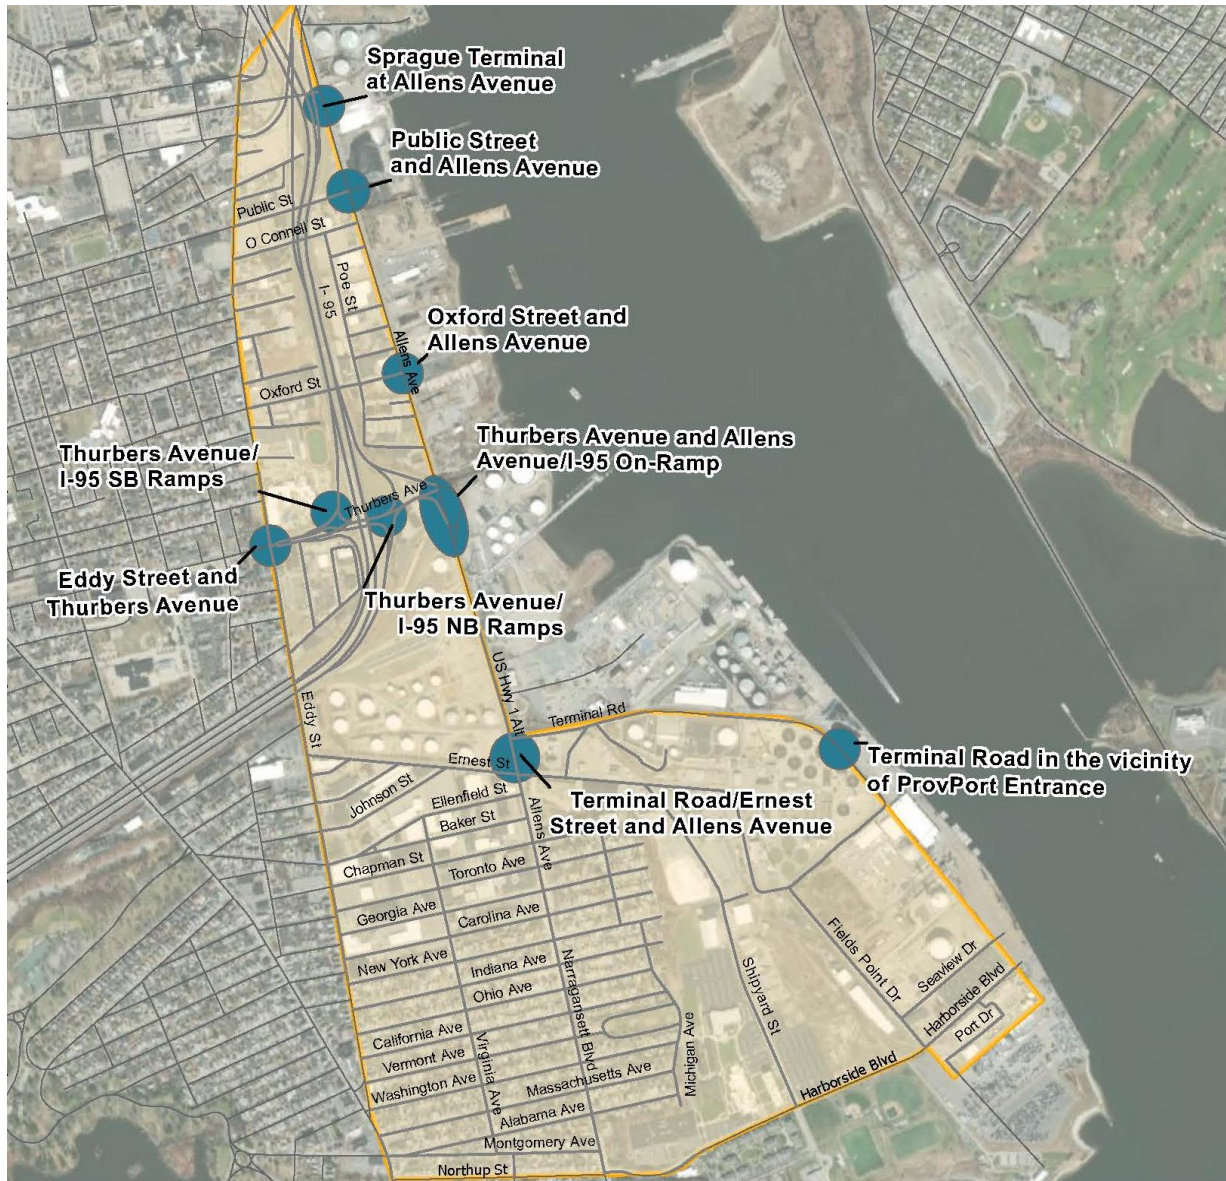 Sprague Terminal
at Allens Avenue
Public Street
and Allens Avenue
Public St
O Connell St
Poe St
I- 95
Oxford Street and
Allens Avenue
Allens Ave
Oxford St
Thurbers Avenue and Allens
Avenue/I-95 On-Ramp
Thurbers Avenue/
I-95 SB Ramps
Thurbers Ave
Eddy Street and
Thurbers Avenue
Thurbers Avenue/
I-95 NB Ramps
US Hwy 1 Alt
Eddy St
Terminal Rd
Ernest St
Terminal Road in the vicinity
of ProvPort Entrance
Johnson St
Ellenfield St
Terminal Road/Ernest
Street and Allens Avenue
Baker St
Allens Ave
Chapman St
Toronto Ave
Georgia Ave
Carolina Ave
New York Ave
Indiana Ave
Ohio Ave
Narragansett Blvd
Shipyard St
Fields Point Dr
Seaview Dr
Harborside Blvd
Port Dr
California Ave
Vermont Ave
Virginia Ave
Washington Ave
Massachusetts Ave
Michigan Ave
Harborside Blvd
Alabama Ave
Montgomery Ave
Northup St